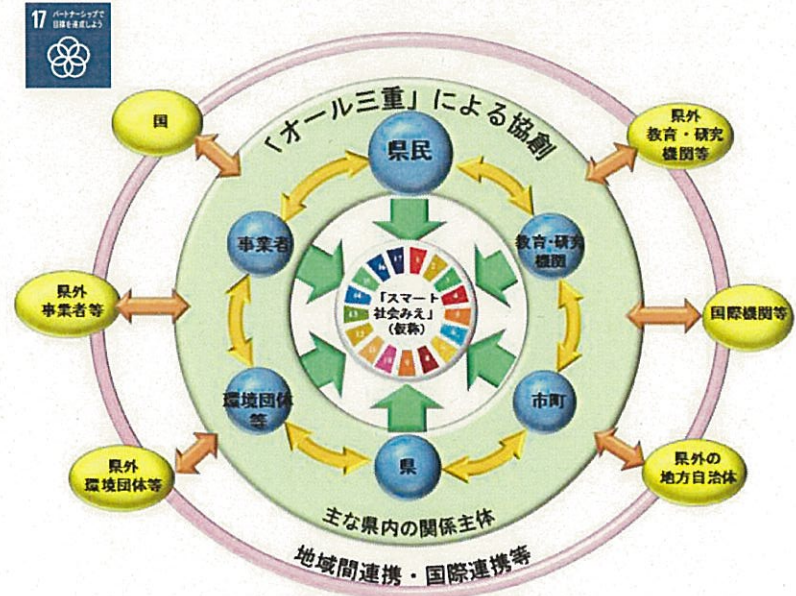 17 パートナーシップで
目標を達成しよう
「オール三重」による協創
国
県外
教育・研究
機関等
県民
事業者
教育・研究
機関
県外
事業者等
「スマート
社会みえ」
(仮称)
国際機関等
環境団体
等
市町
県
県外
環境団体等
県外の
地方自治体
主な県内の関係主体
地域間連携・国際連携等